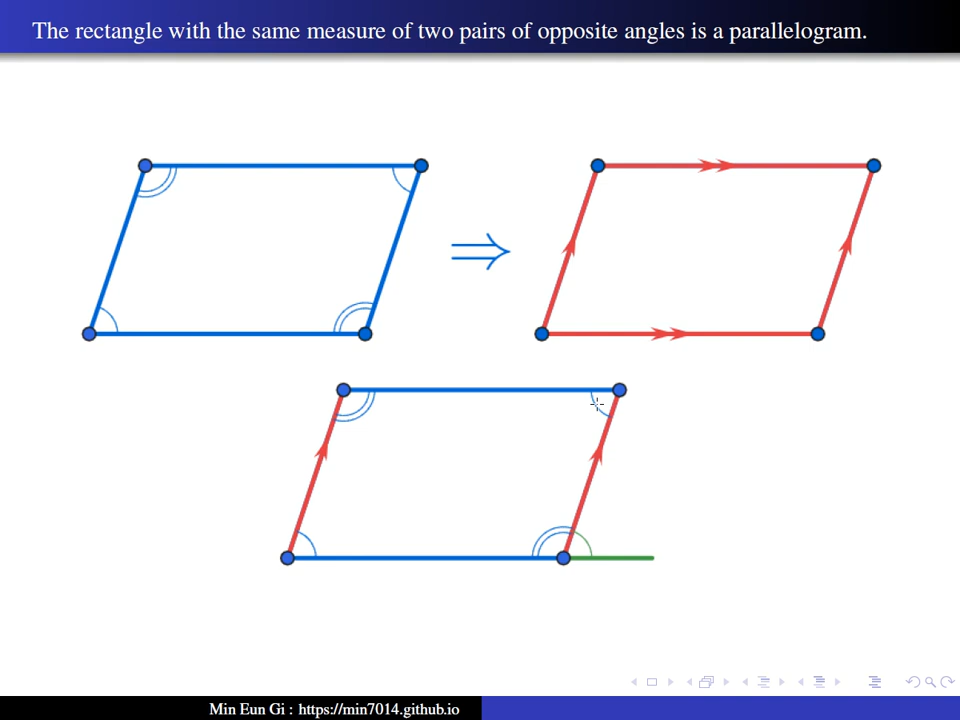 The rectangle with the same measure of two pairs of opposite angles is a parallelogram.
Min Eun Gi : https://min7014.github.io